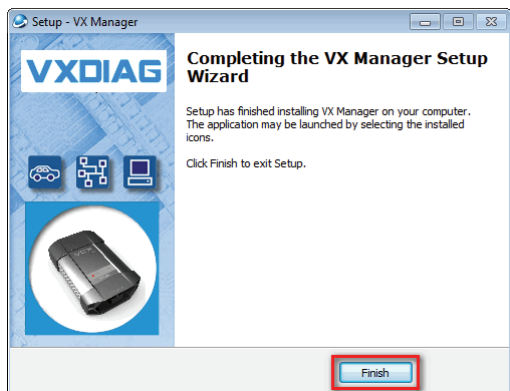 Setup - VX Manager
VXDIAG
Completing the VX Manager Setup
Wizard
Setup has finished installing VX Manager on your computer.
The application may be launched by selecting the installed
icons.
Click Finish to exit Setup.
VCX
Finish